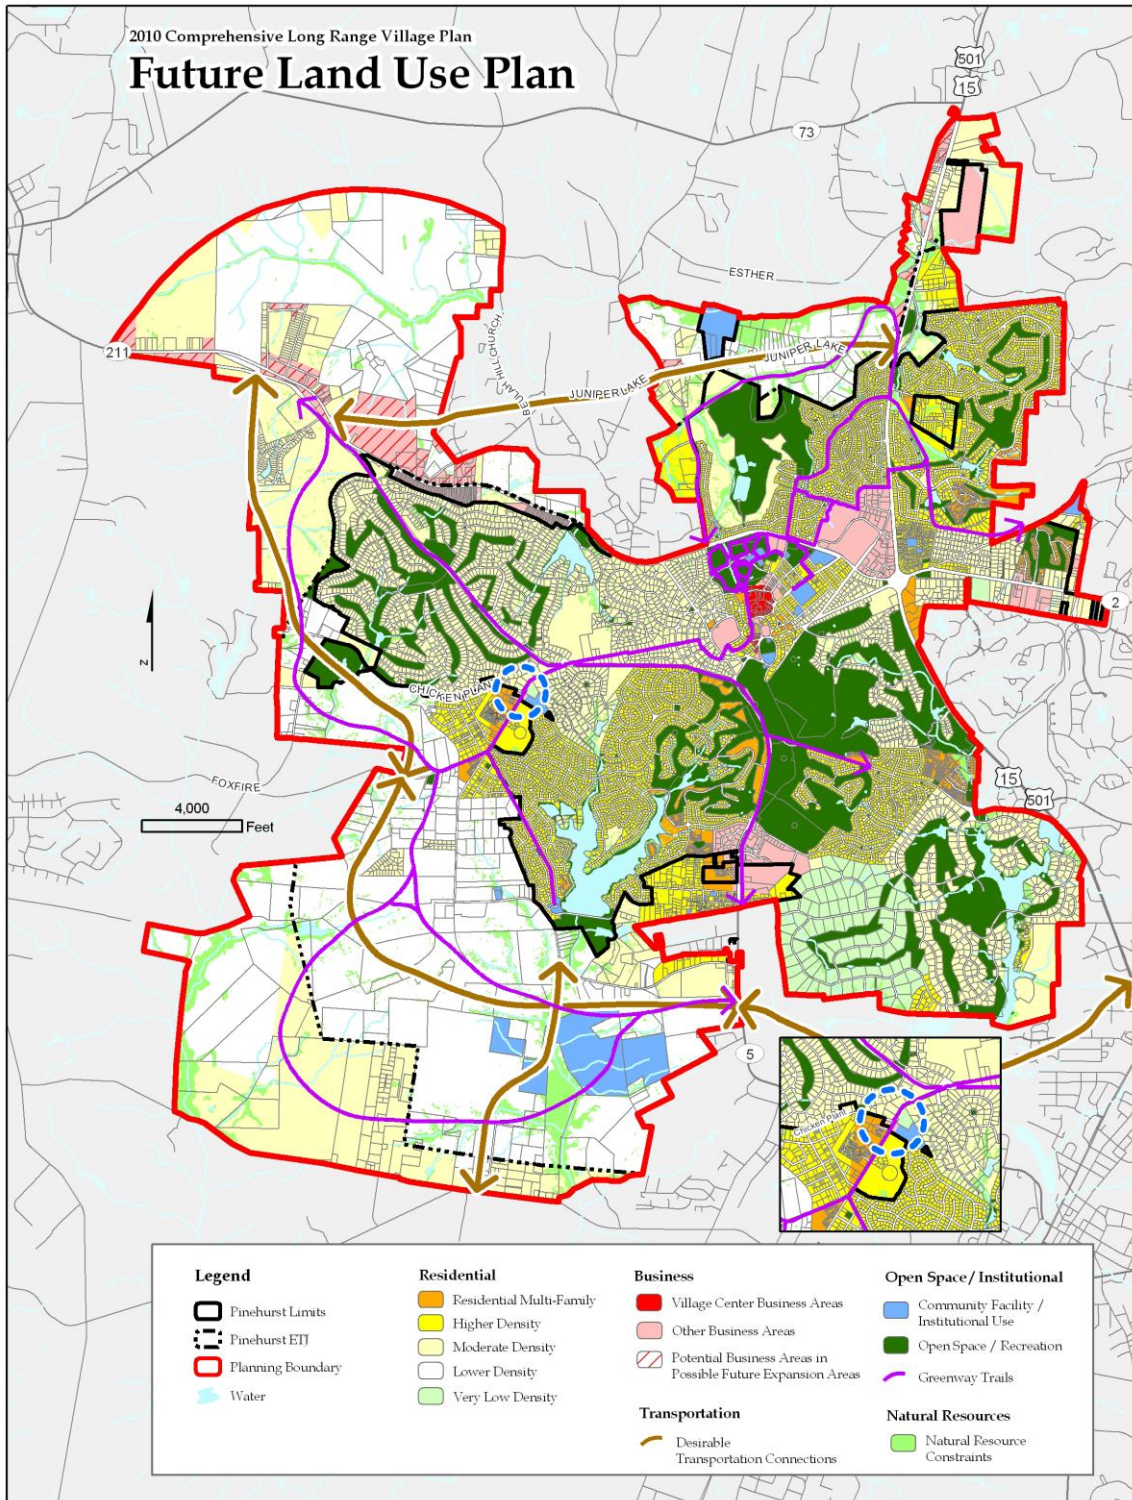 2010 Comprehensive Long Range Village Plan
Future Land Use Plan
501
15
73
ESTHER
BEULAH HILL CHURCH
211
JUNIPER LAKE
JUNIPER LAKE
2
N
CHICKEN PLAN
FOXFIRE
15
501
4,000
Feet
5
Chicken Plant
Legend
Pinehurst Limits
Pinehurst ETJ
Planning Boundary
Water
Residential
Residential Multi-Family
Higher Density
Moderate Density
Lower Density
Very Low Density
Business
Village Center Business Areas
Other Business Areas
Potential Business Areas in
Possible Future Expansion Areas
Transportation
Desirable
Transportation Connections
Open Space / Institutional
Community Facility /
Institutional Use
Open Space / Recreation
Greenway Trails
Natural Resources
Natural Resource
Constraints